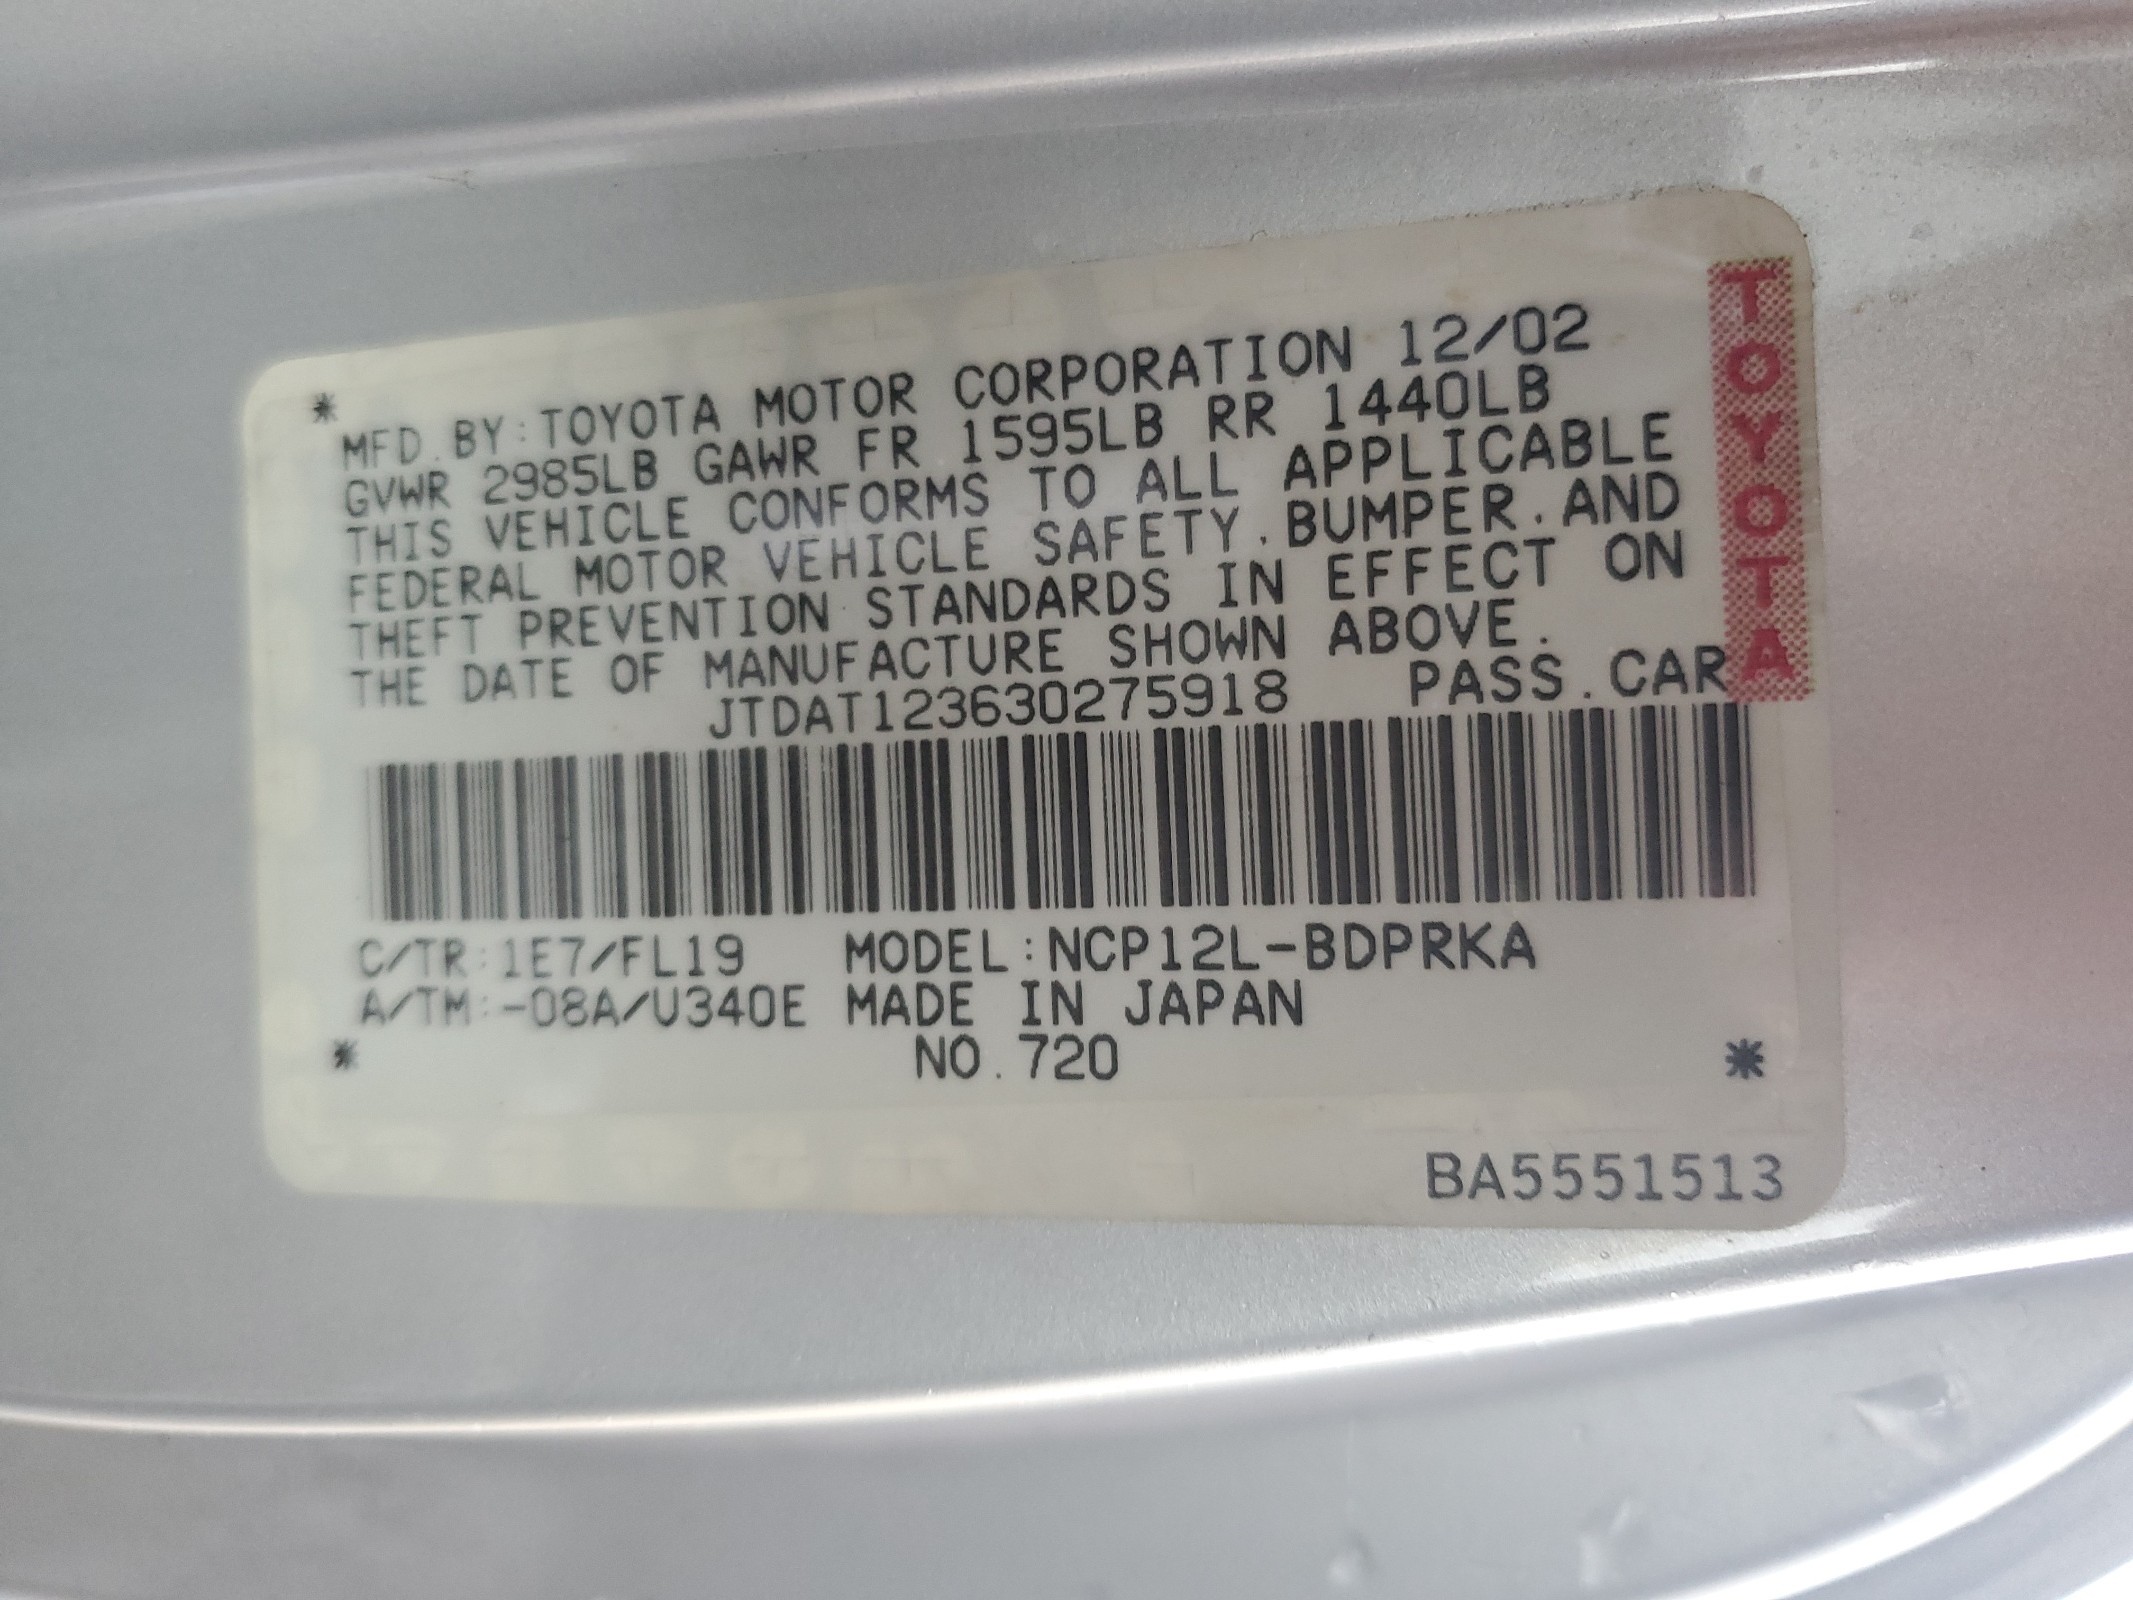 *
MFD.BY:TOYOTA MOTOR CORPORATION 12/02
GVWR 2985LB GAWR FR 1595LB RR 1440LB
THIS VEHICLE CONFORMS TO ALL APPLICABLE
FEDERAL MOTOR VEHICLE SAFETY.BUMPER.AND
THEFT PREVENTION STANDARDS IN EFFECT ON
THE DATE OF MANUFACTURE SHOWN ABOVE.
JTDAT123630275918 PASS.CAR
TOYOTA
C/TR:1E7/FL19 MODEL:NCP12L-BDPRKA
A/TM:-08A/U340E MADE IN JAPAN
* NO.720 *
BA5551513